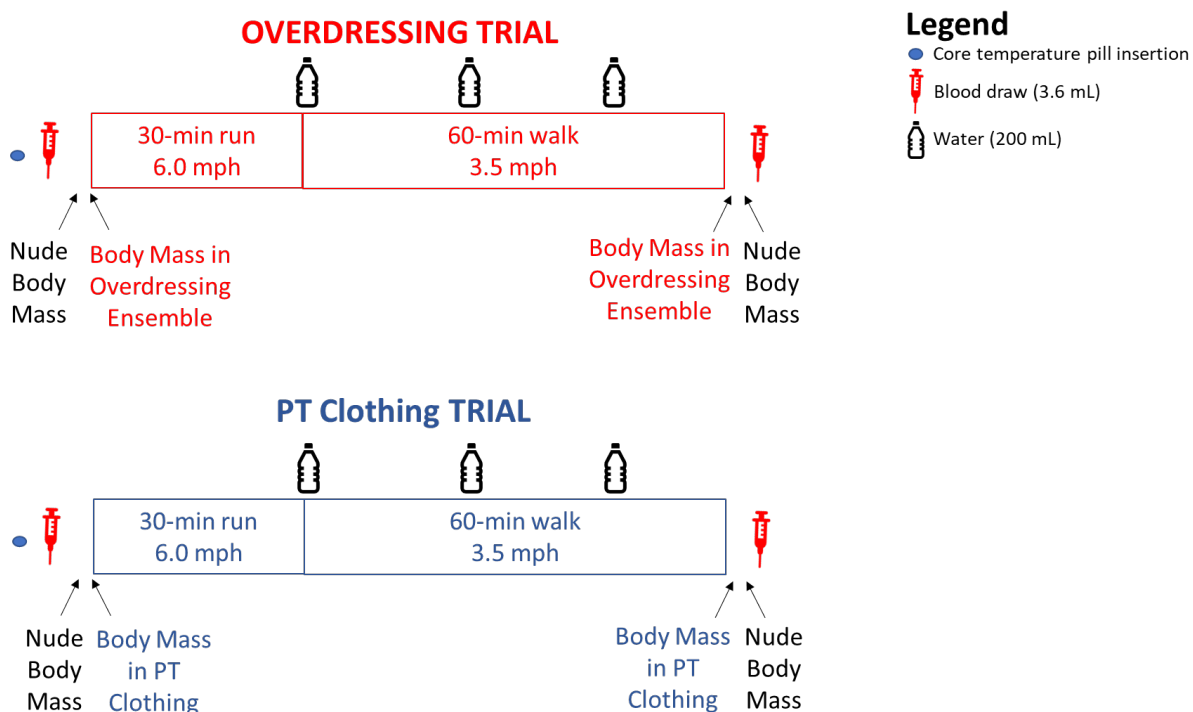 OVERDRESSING TRIAL
30-min run
6.0 mph
60-min walk
3.5 mph
Nude
Body
Mass
Body Mass in
Overdressing
Ensemble
Body Mass in
Overdressing
Ensemble
Nude
Body
Mass
Legend
Core temperature pill insertion
Blood draw (3.6 mL)
Water (200 mL)
PT Clothing TRIAL
30-min run
6.0 mph
60-min walk
3.5 mph
Nude
Body
Mass
Body Mass
in PT
Clothing
Body Mass
in PT
Clothing
Nude
Body
Mass